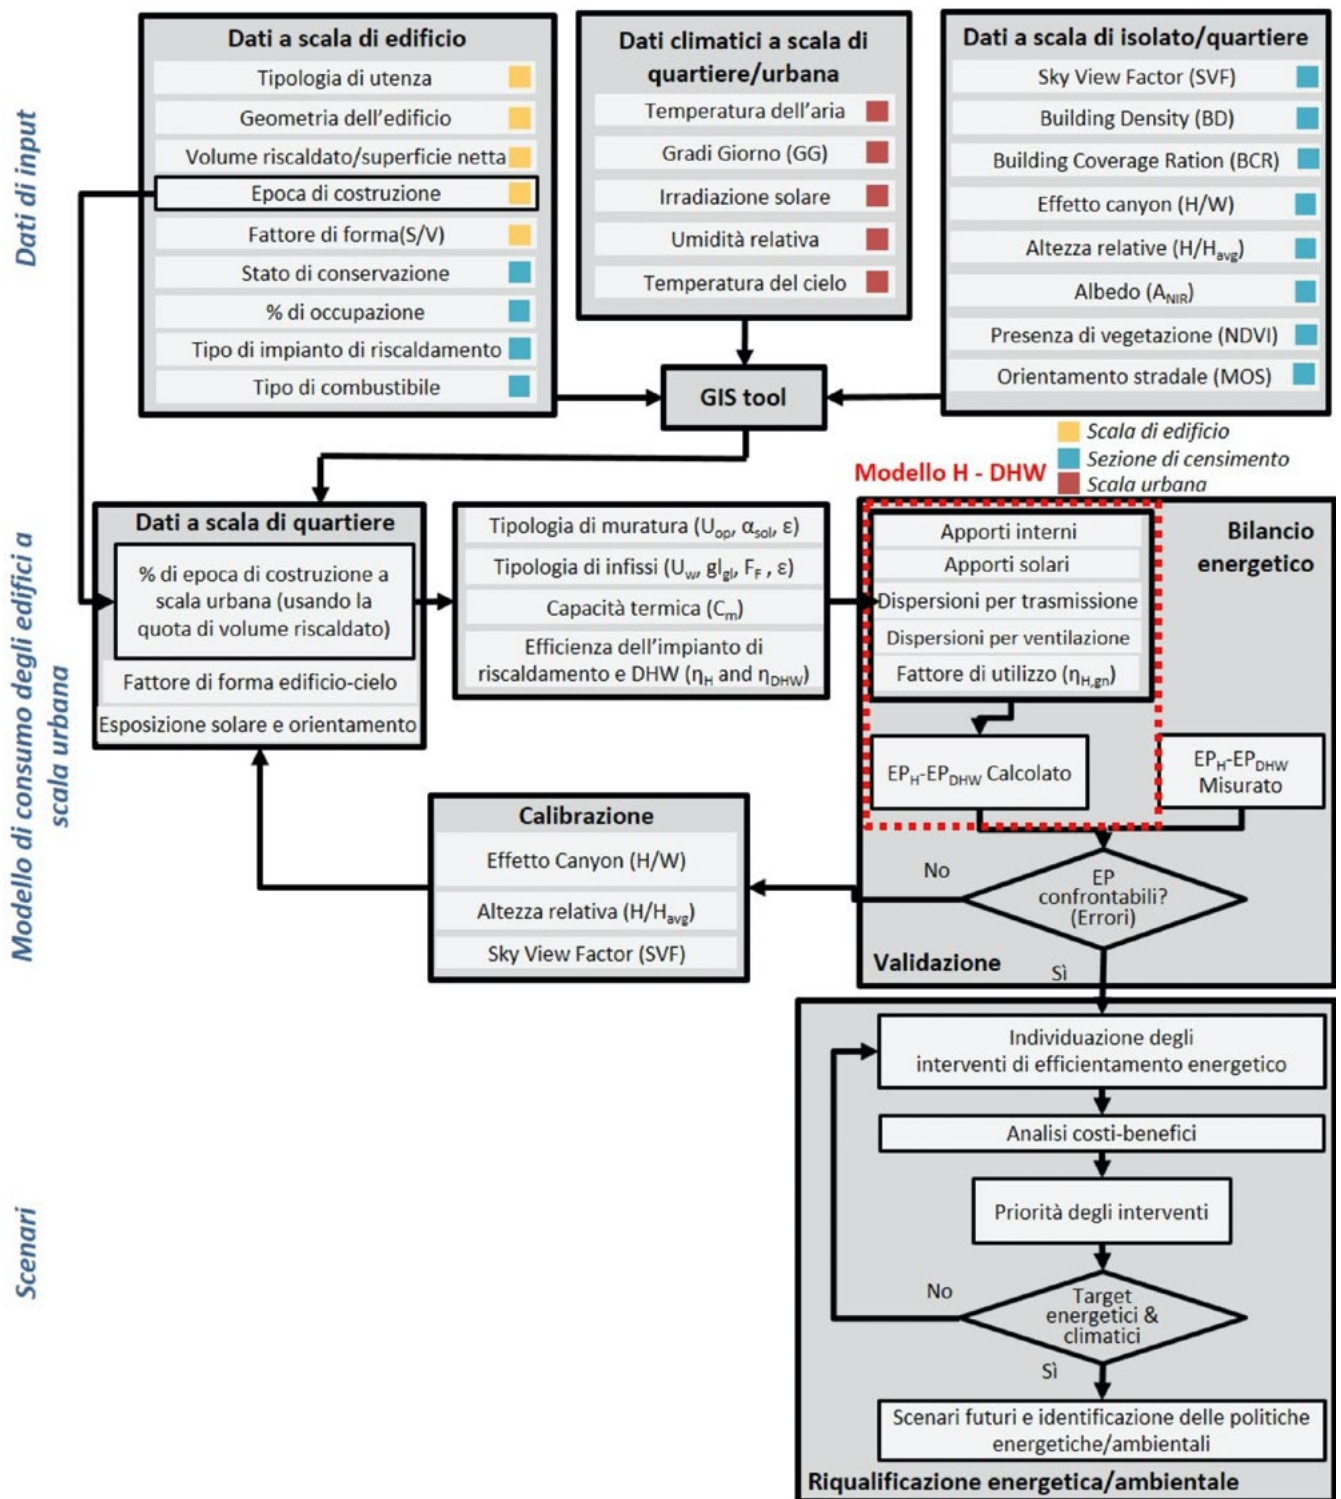 Dati di input
Dati a scala di edificio
Tipologia di utenza
Geometria dell'edificio
Volume riscaldato/superficie netta
Epoca di costruzione
Fattore di forma(S/V)
Stato di conservazione
% di occupazione
Tipo di impianto di riscaldamento
Tipo di combustibile
Dati climatici a scala di
quartiere/urbana
Temperatura dell'aria
Gradi Giorno (GG)
Irradiazione solare
Umidità relativa
Temperatura del cielo
Dati a scala di isolato/quartiere
Sky View Factor (SVF)
Building Density (BD)
Building Coverage Ration (BCR)
Effetto canyon (H/W)
Altezza relative (H/Havg)
Albedo (ANIR)
Presenza di vegetazione (NDVI)
Orientamento stradale (MOS)
GIS tool
Scala di edificio
Sezione di censimento
Scala urbana
Modello di consumo degli edifici a
scala urbana
Dati a scala di quartiere
% di epoca di costruzione a
scala urbana (usando la
quota di volume riscaldato)
Fattore di forma edificio-cielo
Esposizione solare e orientamento
Tipologia di muratura (Uop, αsol, ε)
Tipologia di infissi (Uw, glgl, FF , ε)
Capacità termica (Cm)
Efficienza dell'impianto di
riscaldamento e DHW (ηH and ηDHW)
Modello H - DHW
Bilancio
energetico
Apporti interni
Apporti solari
Dispersioni per trasmissione
Dispersioni per ventilazione
Fattore di utilizo (ηH,gn)
EPH-EPDHW Calcolato
EPH-EPDHW
Misurato
EP
confrontabili?
(Errori)
No
Sì
Validazione
Calibrazione
Effetto Canyon (H/W)
Altezza relativa (H/Havg)
Sky View Factor (SVF)
Scenari
Individuazione degli
interventi di efficientamento energetico
Analisi costi-benefici
Priorità degli interventi
Target
energetici &
climatici
No
Sì
Scenari futuri e identificazione delle politiche
energetiche/ambientali
Riqualificazione energetica/ambientale